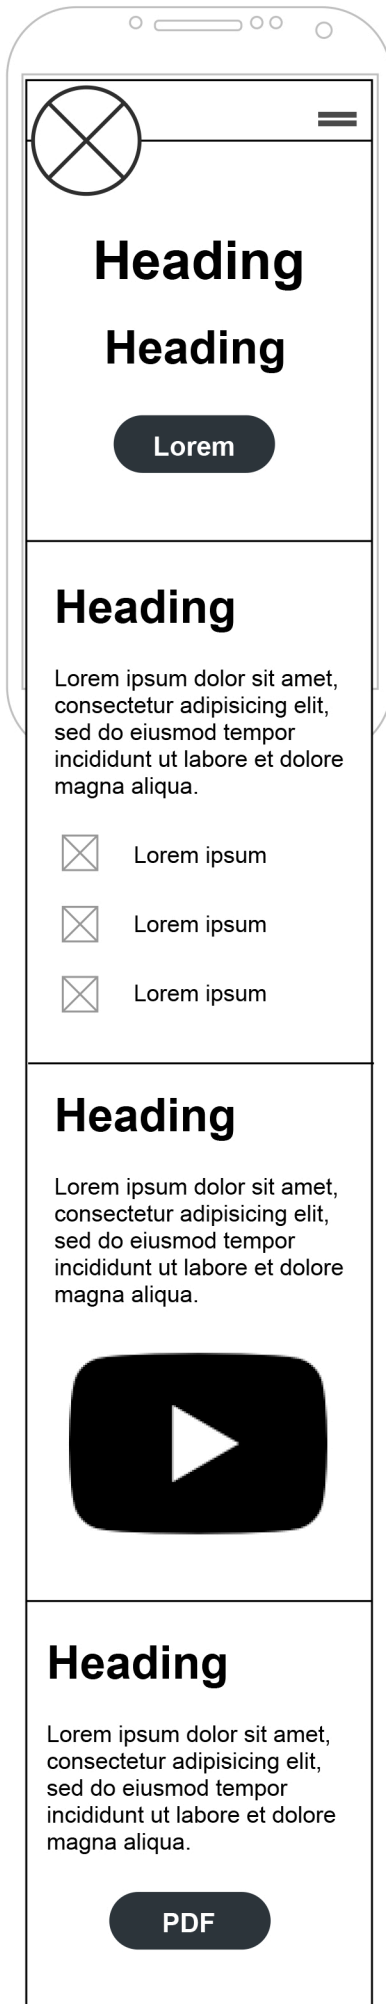 Heading
Heading
Lorem
Heading
Lorem ipsum dolor sit amet,
consectetur adipisicing elit,
sed do eiusmod tempor
incididunt ut labore et dolore
magna aliqua.
Lorem ipsum
Lorem ipsum
Lorem ipsum
Heading
Lorem ipsum dolor sit amet,
consectetur adipisicing elit,
sed do eiusmod tempor
incididunt ut labore et dolore
magna aliqua.
Heading
Lorem ipsum dolor sit amet,
consectetur adipisicing elit,
sed do eiusmod tempor
incididunt ut labore et dolore
magna aliqua.
PDF